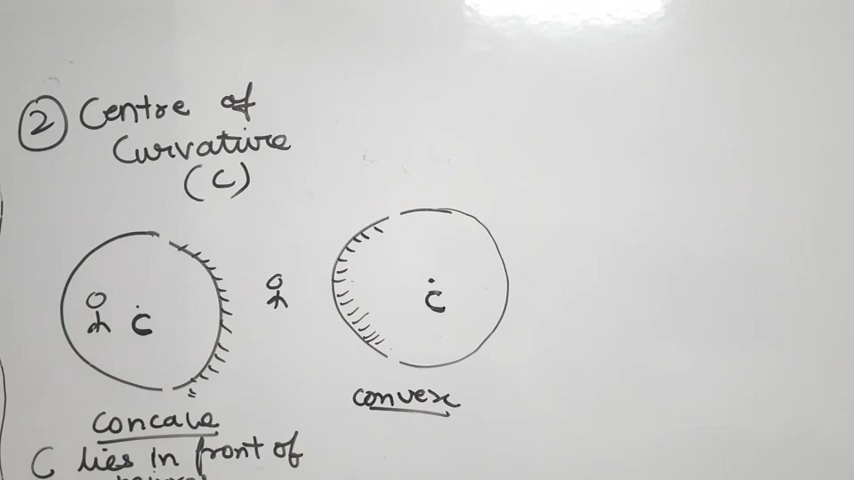 ② Centre of
Curvature
(C)
C
C
concave
convex
C lies in front of